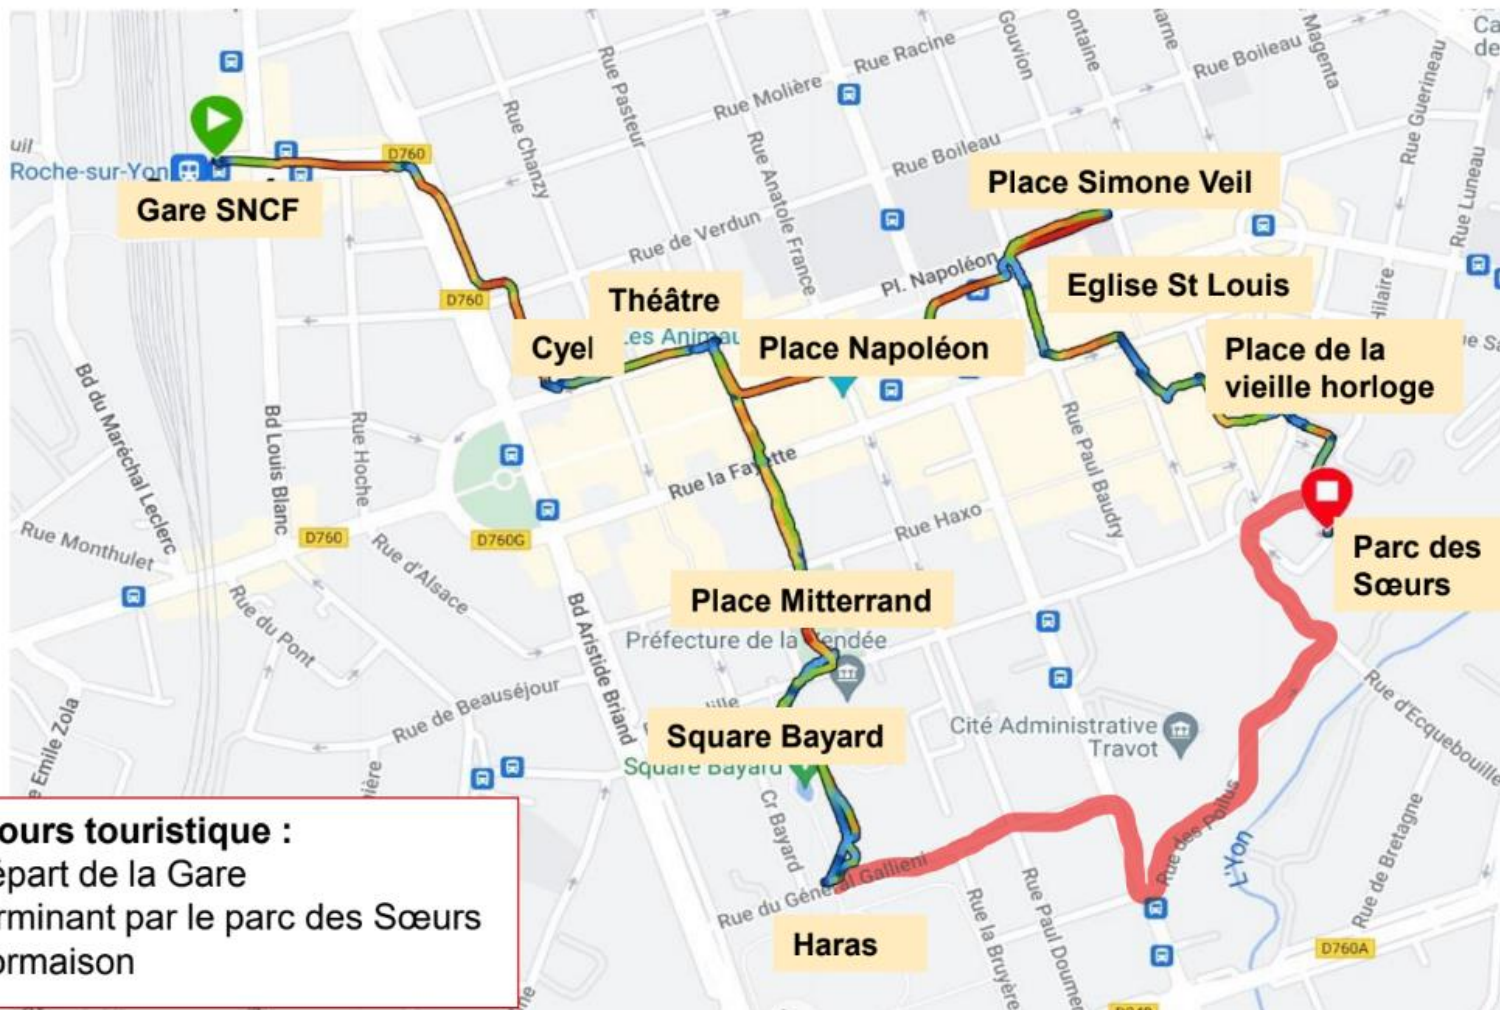 Rue Racine
Gouvion
Rue Boileau
Magenta
Rue Guerineau
Ca
de
Rue Pasteur
Rue Molière
Rue Chanzy
Rue Anatole France
Rue Boileau
Rue Luneau
uil
Roche-sur-Yon
D760
Gare SNCF
Place Simone Veil
Rue de Verdun
Pl. Napoléon
Eglise St Louis
Hilaire
D760
Théâtre
Les Animau
Cyel
Place Napoléon
Place de la
vieille horloge
Bd du Maréchal Leclerc
Bd Louis Blanc
Rue Hoche
Rue la Fayette
Rue Paul Baudry
Rue Haxo
Rue Monthulet
D760
D760G
Rue d'Alsace
Parc des
Sœurs
Rue du Pont
Bd Aristide Briand
Place Mitterrand
Préfecture de la Vendée
Rue de Beauséjour
Rue d'Ecquebouille
Square Bayard
Square Bayard
Cité Administrative
Travot
e Emile Zola
Cr Bayard
Rue des Poilus
L'Yon
Rue de Bretagne
Rue du Général Gallieni
Rue la Bruyère
Rue Paul Doumer
Haras
D760A
ours touristique :
épart de la Gare
rminant par le parc des Sœurs
ormaison